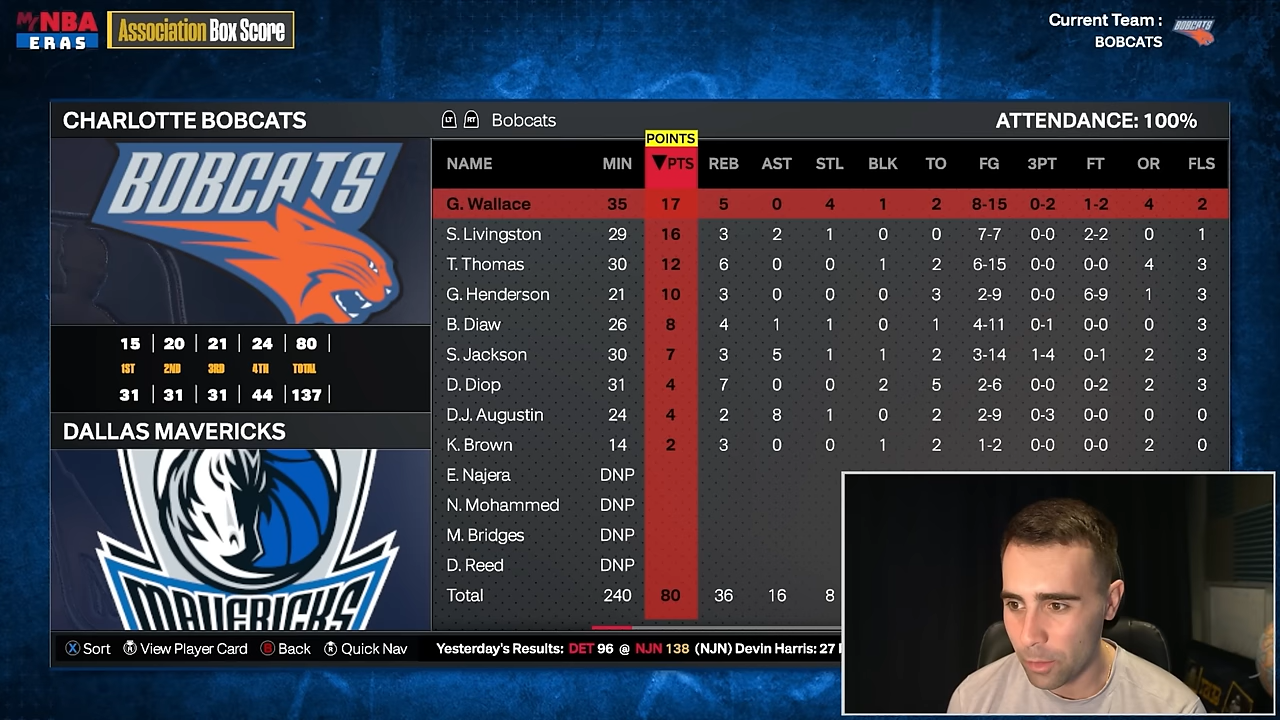 MyNBA ERAS Association Box Score
Current Team :
BOBCATS BOBCATS
CHARLOTTE BOBCATS
BOBCATS
15 20 21 24 80
1ST 2ND 3RD 4TH TOTAL
31 31 31 44 137
DALLAS MAVERICKS
MAVERICKS
LT RT Bobcats ATTENDANCE: 100%
POINTS
NAME MIN ▼PTS REB AST STL BLK TO FG 3PT FT OR FLS
G. Wallace 35 17 5 0 4 1 2 8-15 0-2 1-2 4 2
S. Livingston 29 16 3 2 1 0 0 7-7 0-0 2-2 0 1
T. Thomas 30 12 6 0 0 1 2 6-15 0-0 0-0 4 3
G. Henderson 21 10 3 0 0 0 3 2-9 0-0 6-9 1 3
B. Diaw 26 8 4 1 1 0 1 4-11 0-1 0-0 0 3
S. Jackson 30 7 3 5 1 1 2 3-14 1-4 0-1 2 3
D. Diop 31 4 7 0 0 2 5 2-6 0-0 0-2 2 3
D.J. Augustin 24 4 2 8 1 0 2 2-9 0-3 0-0 0 0
K. Brown 14 2 3 0 0 1 2 1-2 0-0 0-0 2 0
E. Najera DNP
N. Mohammed DNP
M. Bridges DNP
D. Reed DNP
Total 240 80 36 16 8
X Sort R View Player Card B Back R Quick Nav
Yesterday's Results: DET 96 @ NJN 138 (NJN) Devin Harris: 27